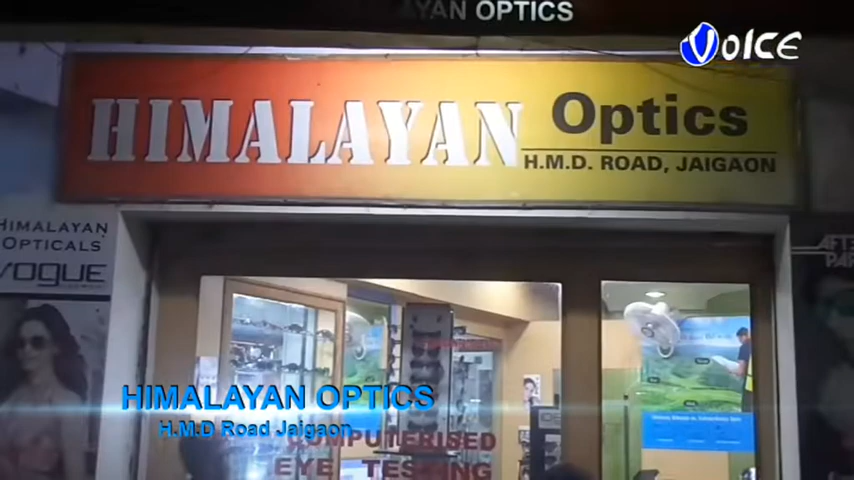 AYAN OPTICS
VOICE
HIMALAYAN OPTICS
H.M.D. ROAD, JAIGAON
HIMALAYAN
OPTICALS
VOGUE
HIMALAYAN OPTICS
H.M.D Road Jaigaon
COMPUTERISED
EYE TESTING